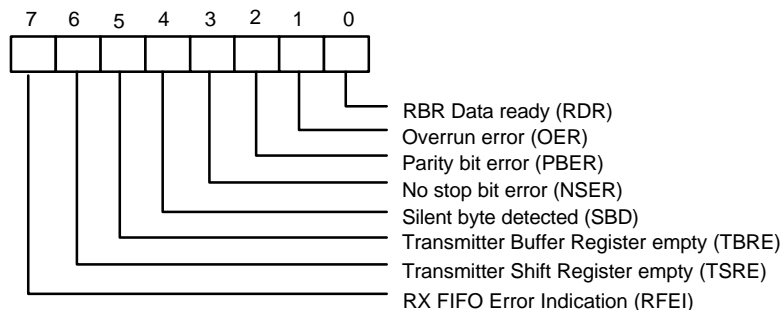 7 6 5 4 3 2 1 0
RBR Data ready (RDR)
Overrun error (OER)
Parity bit error (PBER)
No stop bit error (NSER)
Silent byte detected (SBD)
Transmitter Buffer Register empty (TBRE)
Transmitter Shift Register empty (TSRE)
RX FIFO Error Indication (RFEI)